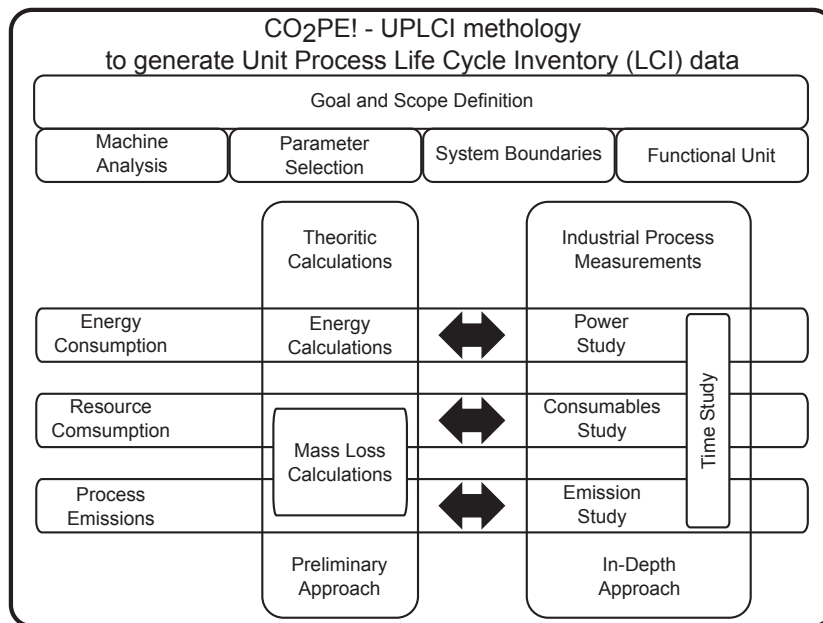 CO2PE! - UPLCI methology
to generate Unit Process Life Cycle Inventory (LCI) data
Goal and Scope Definition
Machine
Analysis
Parameter
Selection
System Boundaries
Functional Unit
Theoritic
Calculations
Industrial Process
Measurements
Energy
Consumption
Energy
Calculations
Power
Study
Resource
Comsumption
Mass Loss
Calculations
Consumables
Study
Time Study
Process
Emissions
Emission
Study
Preliminary
Approach
In-Depth
Approach